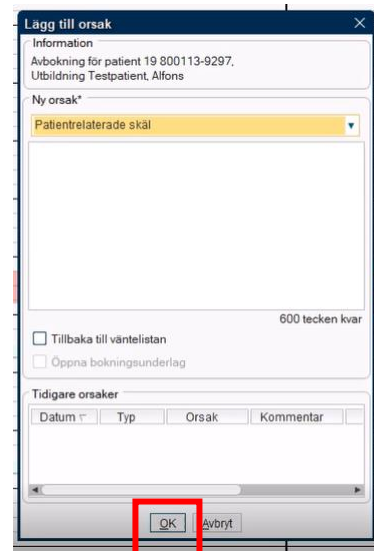 Lägg till orsak
Information
Avbokning för patient 19 800113-9297,
Utbildning Testpatient, Alfons
Ny orsak*
Patientrelaterade skäl
600 tecken kvar
Tillbaka till väntelistan
Öppna bokningsunderlag
Tidigare orsaker
Datum Typ Orsak Kommentar
OK Avbryt